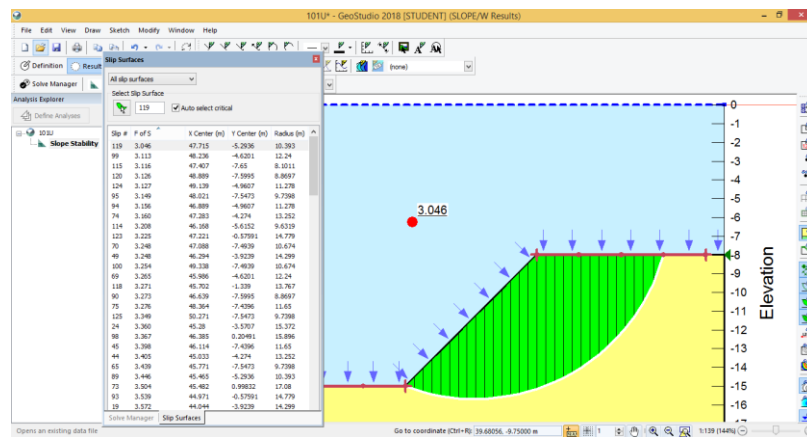 101U* - GeoStudio 2018 [STUDENT] (SLOPE/W Results)
File Edit View Draw Sketch Modify Window Help
Definition Result
(none)
Solve Manager
Analysis Explorer
Define Analyses
101U
Slope Stability
Slip Surfaces
All slip surfaces
Select Slip Surface
119 Auto select critical
Slip # F of S X Center (m) Y Center (m) Radius (m)
119 3.046 47.715 -5.2936 10.393
99 3.113 48.236 -4.6201 12.24
115 3.116 47.407 -7.65 8.1011
120 3.126 48.889 -7.5995 8.8697
124 3.127 49.139 -4.9607 11.278
95 3.149 48.021 -7.5473 9.7398
94 3.156 46.889 -4.9607 11.278
74 3.160 47.283 -4.274 13.252
114 3.208 46.168 -5.6152 9.6319
123 3.225 47.221 -0.57591 14.779
70 3.248 47.088 -7.4939 10.674
49 3.248 46.294 -3.9239 14.299
100 3.254 49.338 -7.4939 10.674
69 3.265 45.986 -4.6201 12.24
118 3.271 45.702 -1.339 13.767
90 3.273 46.639 -7.5995 8.8697
75 3.276 48.364 -7.4396 11.65
125 3.349 50.271 -7.5473 9.7398
24 3.360 45.28 -3.5707 15.372
98 3.367 46.385 0.20491 15.896
45 3.398 46.114 -7.4396 11.65
44 3.405 45.033 -4.274 13.252
65 3.439 45.771 -7.5473 9.7398
89 3.446 45.465 -5.2936 10.393
73 3.504 45.482 0.99832 17.08
93 3.539 44.971 -0.57591 14.779
19 3.572 44.044 -3.9239 14.299
Solve Manager Slip Surfaces
3.046
0
-1
-2
-3
-4
-5
-6
-7
-8
-9
-10
-11
-12
-13
-14
-15
-16
Elevation
Opens an existing data file
Go to coordinate (Ctrl+R): 39.68056, -9.75000 m
1
1:139 (144%)